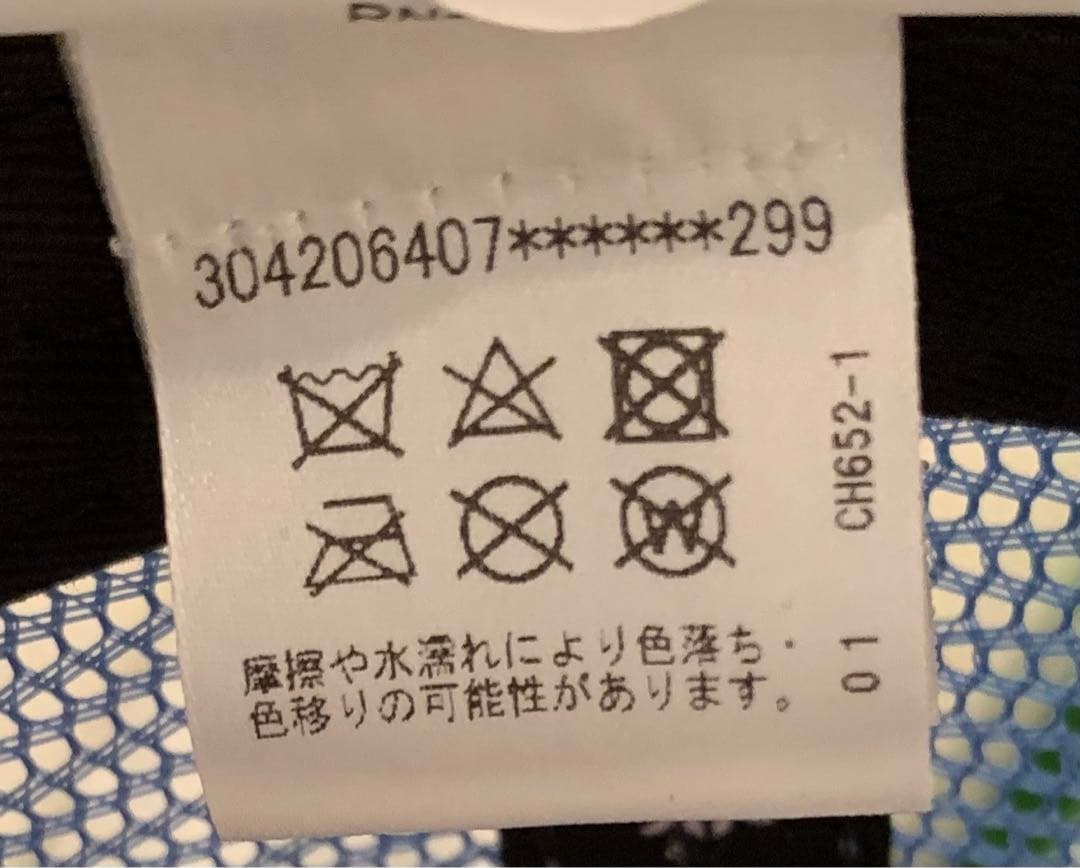 304206407******299
W
CH652-1
摩擦や水濡れにより色落ち・
色移りの可能性があります。
01